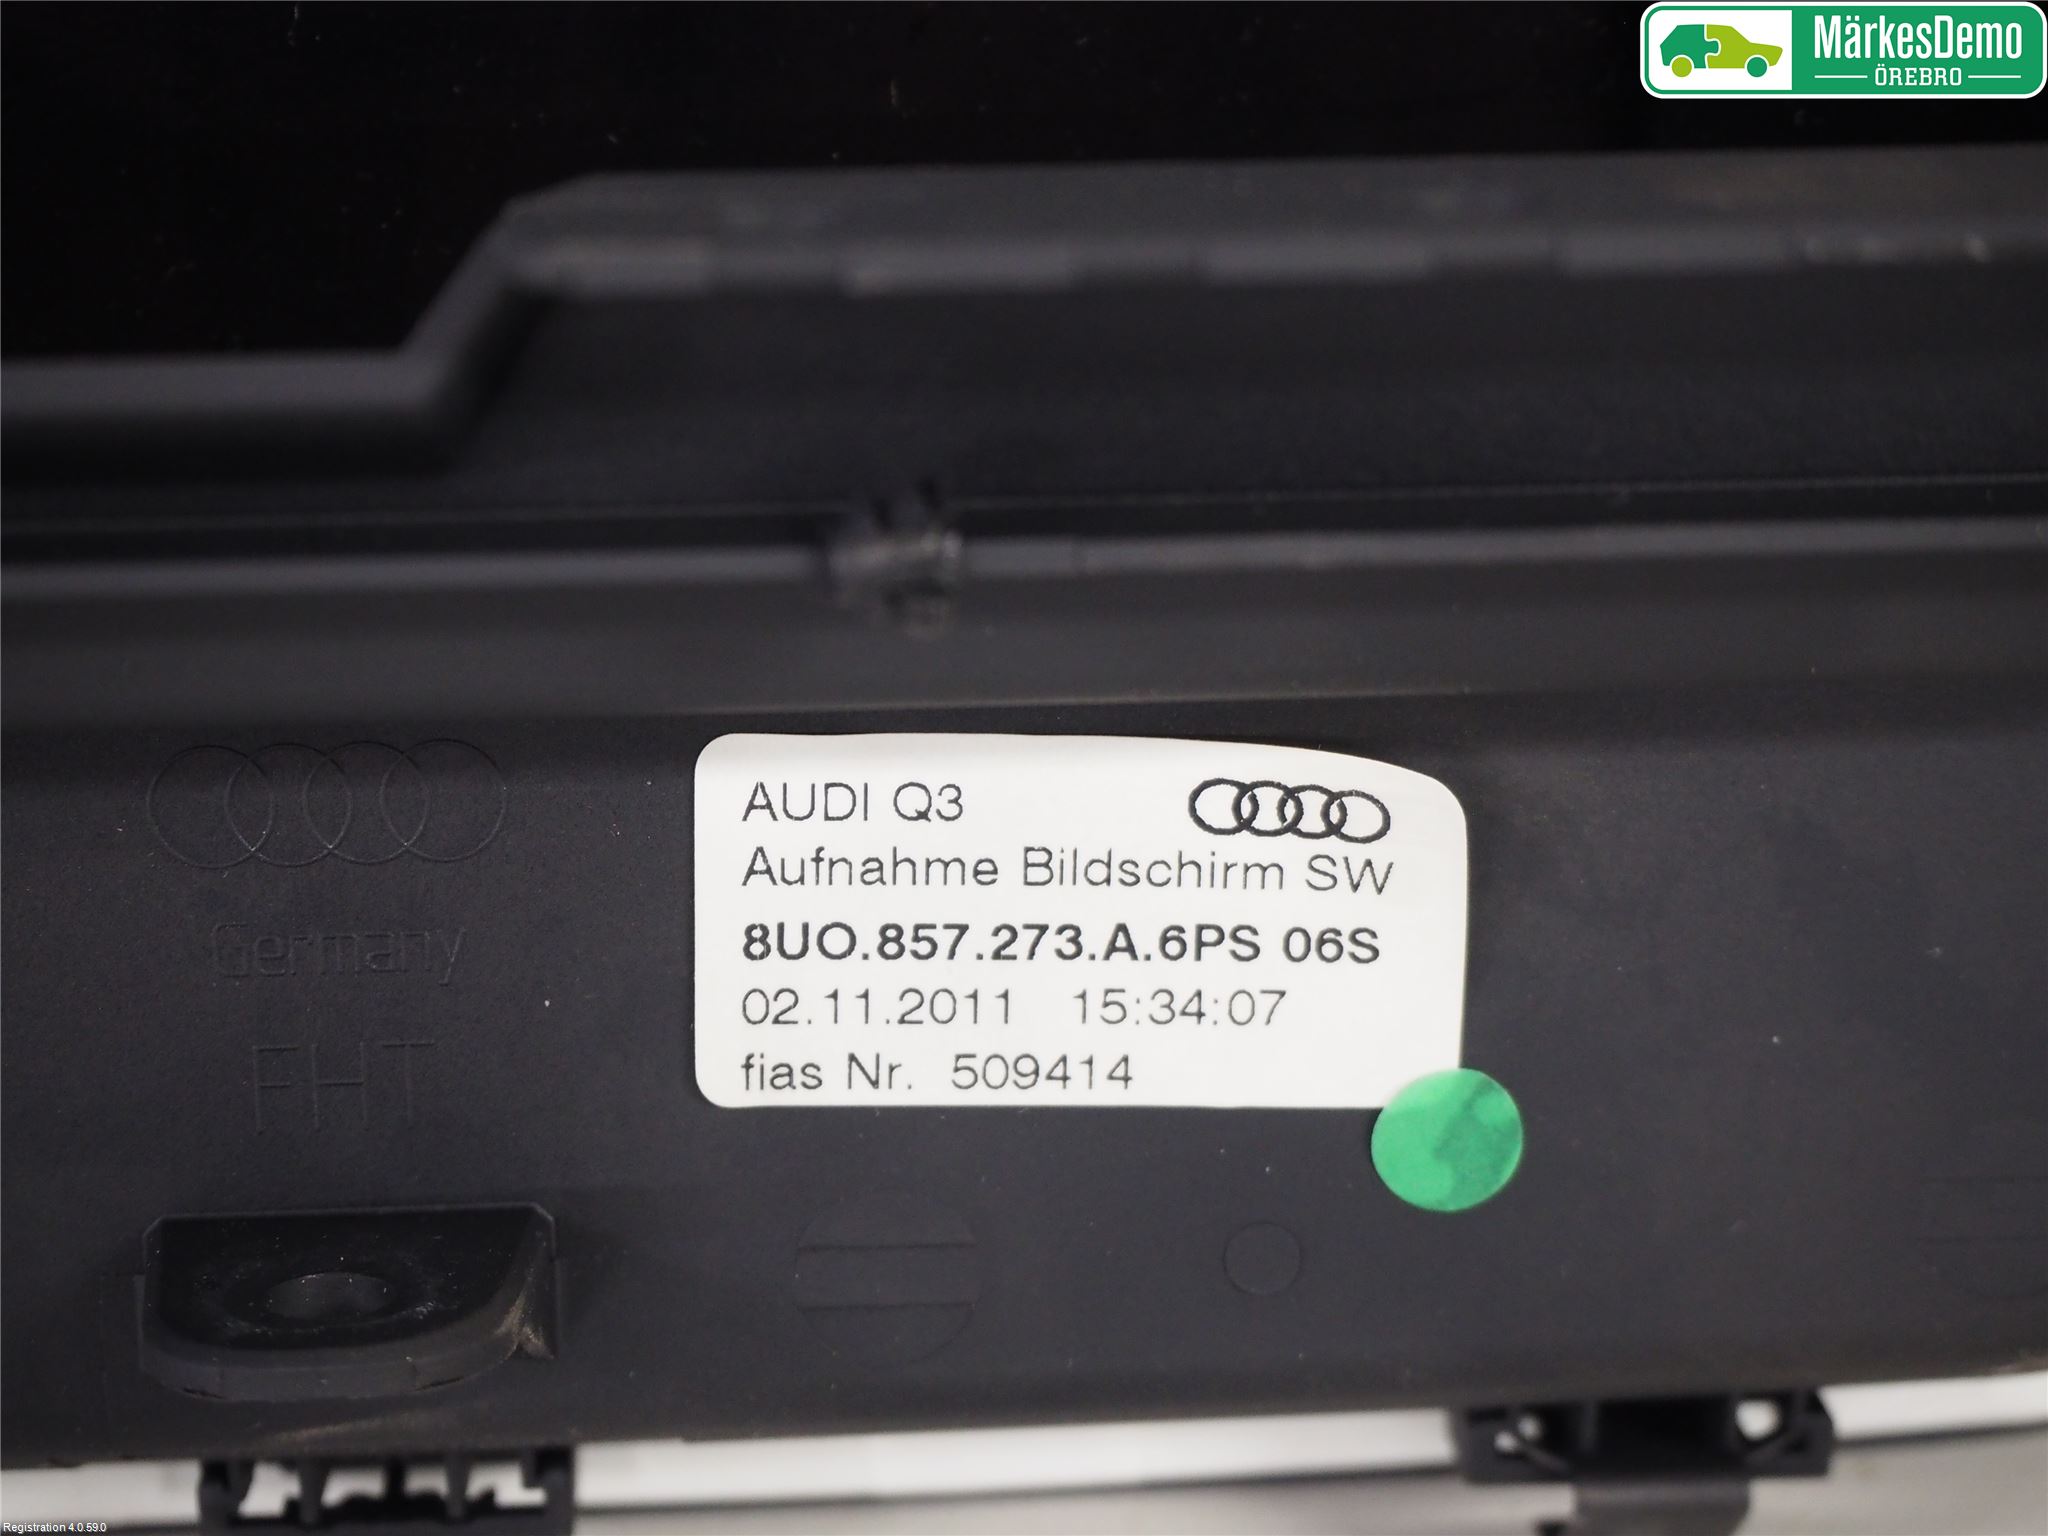 MärkesDemo
ÖREBRO
AUDI Q3
Aufnahme Bildschirm SW
8U0.857.273.A.6PS 06S
02.11.2011 15:34:07
fias Nr. 509414
Germany
FHT
Registration 4.0.59.0